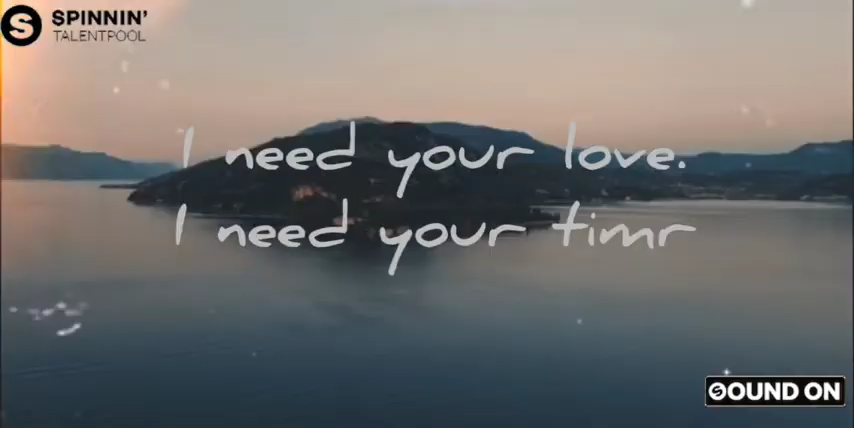 SPINNIN'
TALENTPOOL
I need your love.
I need your timr
SOUND ON